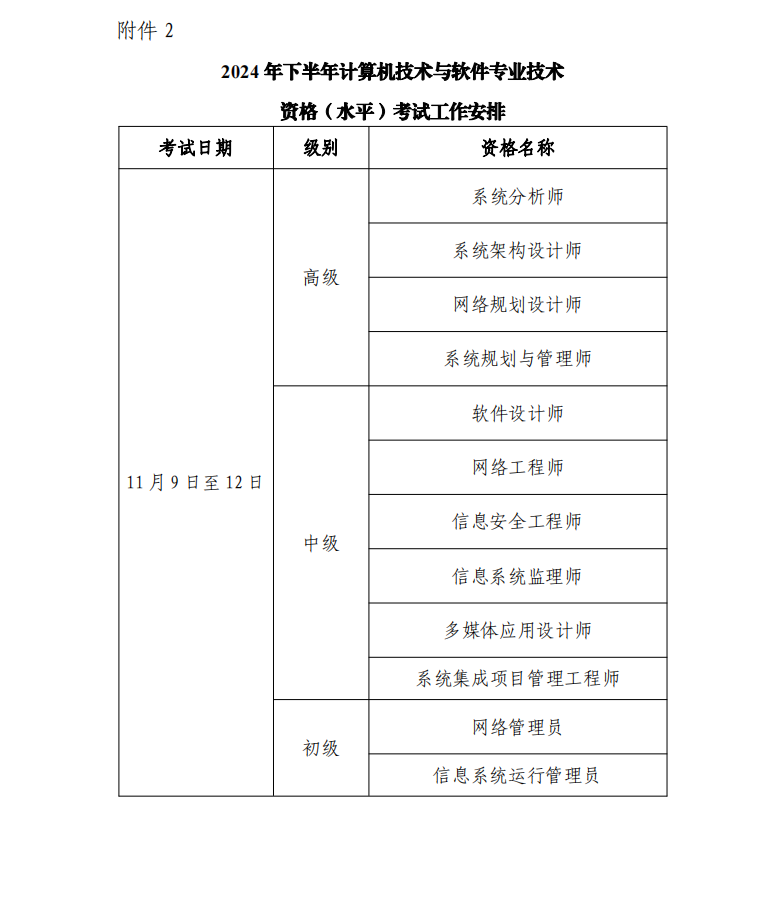 附件 2
2024 年下半年计算机技术与软件专业技术
资格（水平）考试工作安排
考试日期 级别 资格名称
11 月 9 日至 12 日
高级
系统分析师
系统架构设计师
网络规划设计师
系统规划与管理师
中级
软件设计师
网络工程师
信息安全工程师
信息系统监理师
多媒体应用设计师
系统集成项目管理工程师
初级
网络管理员
信息系统运行管理员